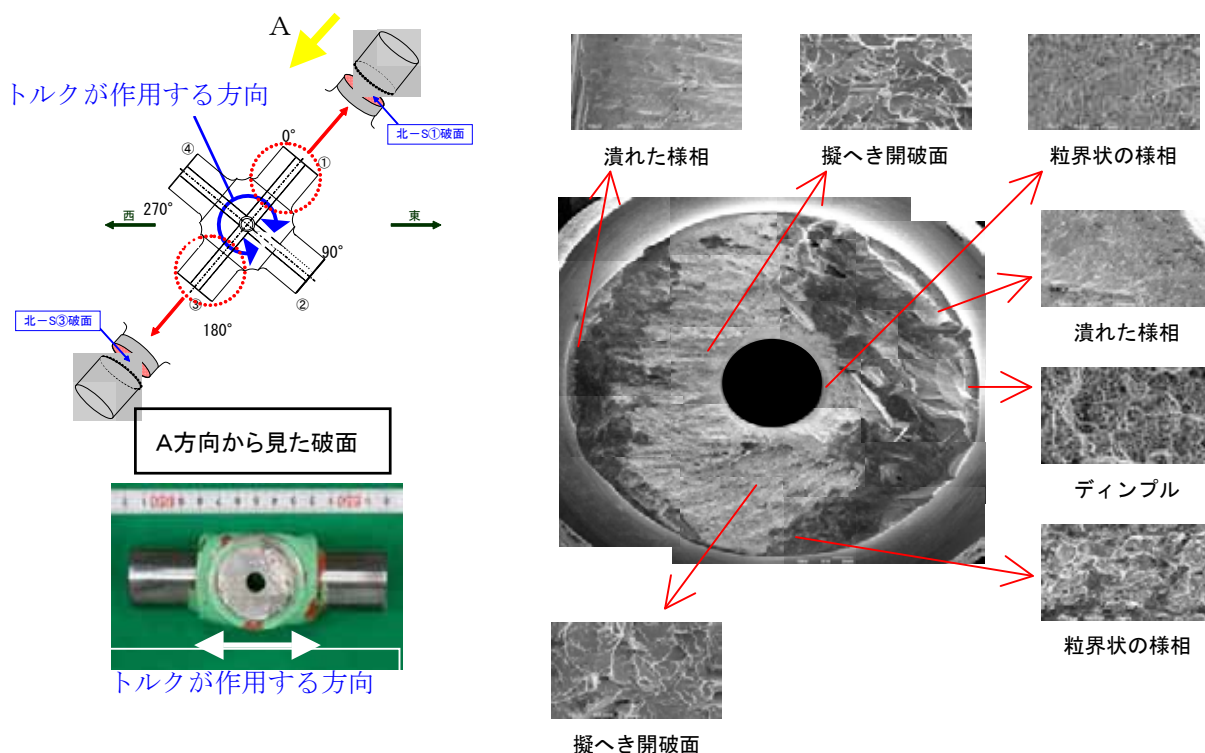 A
トルクが作用する方向
北-S①破面
0°
④
①
西
270°
東
90°
③
②
北-S③破面
180°
A方向から見た破面
トルクが作用する方向
潰れた様相
擬へき開破面
粒界状の様相
潰れた様相
ディンプル
粒界状の様相
擬へき開破面